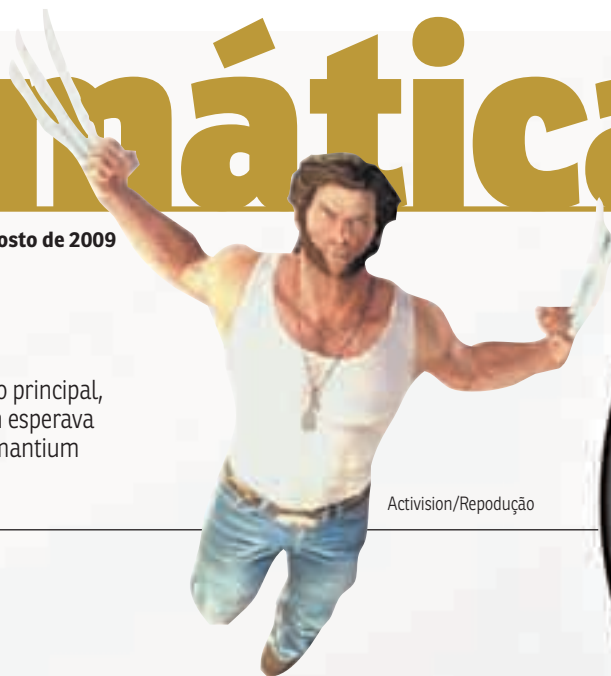 mática
osto de 2009
o principal,
esperava
mantium
Activision/Repodução